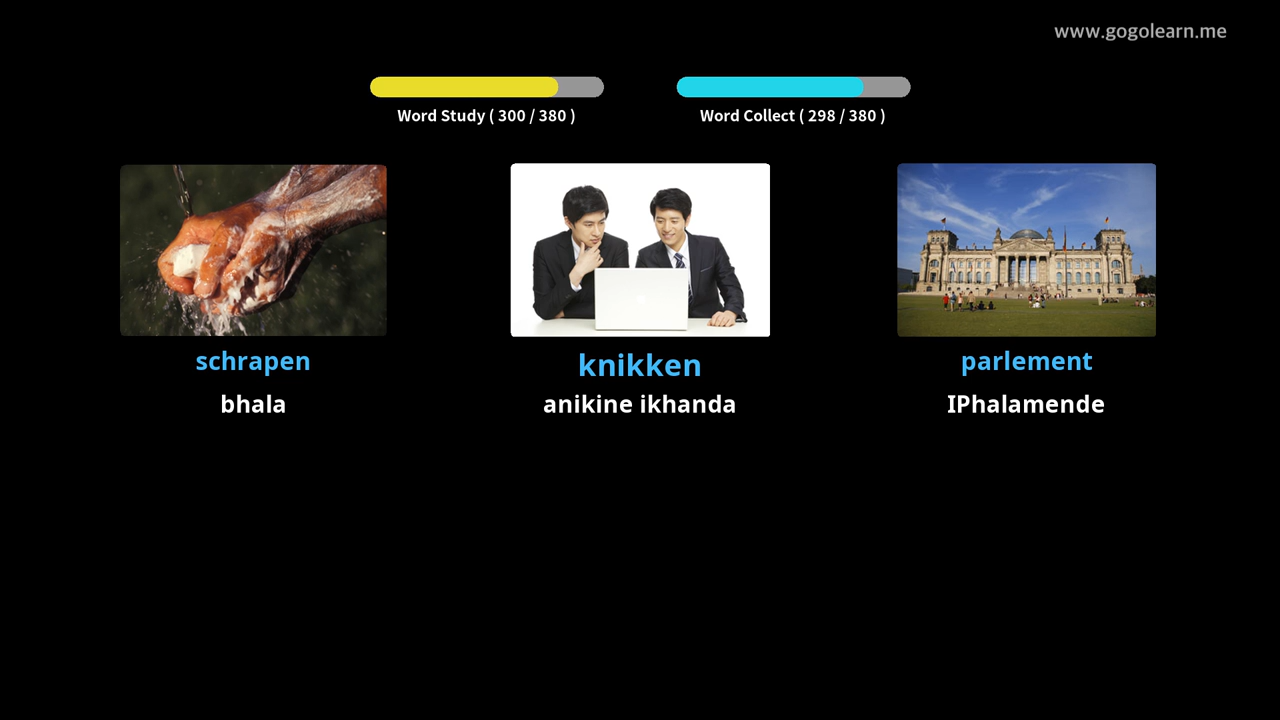 www.gogolearn.me
Word Study ( 300 / 380 )
Word Collect ( 298 / 380 )
schrapen
knikken
parlement
bhala
anikine ikhanda
IPhalamende